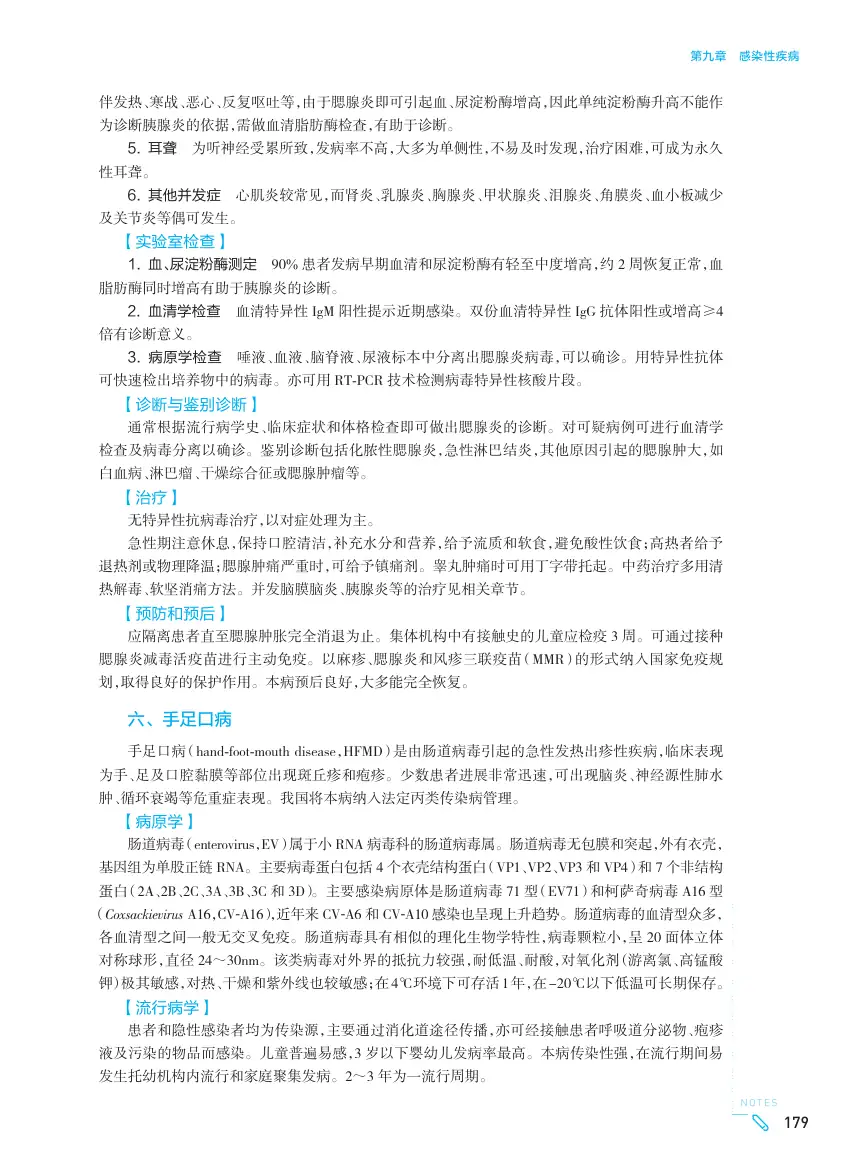 第九章 感染性疾病
伴发热、寒战、恶心、反复呕吐等,由于腮腺炎即可引起血、尿淀粉酶增高,因此单纯淀粉酶升高不能作
为诊断胰腺炎的依据,需做血清脂肪酶检查,有助于诊断。
5. 耳聋 为听神经受累所致,发病率不高,大多为单侧性,不易及时发现,治疗困难,可成为永久
性耳聋。
6. 其他并发症 心肌炎较常见,而肾炎、乳腺炎、胸腺炎、甲状腺炎、泪腺炎、角膜炎、血小板减少
及关节炎等偶可发生。
【实验室检查】
1. 血、尿淀粉酶测定 90% 患者发病早期血清和尿淀粉酶有轻至中度增高,约 2 周恢复正常,血
脂肪酶同时增高有助于胰腺炎的诊断。
2. 血清学检查 血清特异性 IgM 阳性提示近期感染。双份血清特异性 IgG 抗体阳性或增高≥4
倍有诊断意义。
3. 病原学检查 唾液、血液、脑脊液、尿液标本中分离出腮腺炎病毒,可以确诊。用特异性抗体
可快速检出培养物中的病毒。亦可用 RT-PCR 技术检测病毒特异性核酸片段。
【诊断与鉴别诊断】
通常根据流行病学史、临床症状和体格检查即可做出腮腺炎的诊断。对可疑病例可进行血清学
检查及病毒分离以确诊。鉴别诊断包括化脓性腮腺炎,急性淋巴结炎,其他原因引起的腮腺肿大,如
白血病、淋巴瘤、干燥综合征或腮腺肿瘤等。
【治疗】
无特异性抗病毒治疗,以对症处理为主。
急性期注意休息,保持口腔清洁,补充水分和营养,给予流质和软食,避免酸性饮食;高热者给予
退热剂或物理降温;腮腺肿痛严重时,可给予镇痛剂。睾丸肿痛时可用丁字带托起。中药治疗多用清
热解毒、软坚消痛方法。并发脑膜脑炎、胰腺炎等的治疗见相关章节。
【预防和预后】
应隔离患者直至腮腺肿胀完全消退为止。集体机构中有接触史的儿童应检疫 3 周。可通过接种
腮腺炎减毒活疫苗进行主动免疫。以麻疹、腮腺炎和风疹三联疫苗(MMR)的形式纳入国家免疫规
划,取得良好的保护作用。本病预后良好,大多能完全恢复。
六、手足口病
手足口病(hand-foot-mouth disease,HFMD)是由肠道病毒引起的急性发热出疹性疾病,临床表现
为手、足及口腔黏膜等部位出现斑丘疹和疱疹。少数患者进展非常迅速,可出现脑炎、神经源性肺水
肿、循环衰竭等危重症表现。我国将本病纳入法定丙类传染病管理。
【病原学】
肠道病毒(enterovirus,EV)属于小 RNA 病毒科的肠道病毒属。肠道病毒无包膜和突起,外有衣壳,
基因组为单股正链 RNA。主要病毒蛋白包括 4 个衣壳结构蛋白(VP1、VP2、VP3 和 VP4)和 7 个非结构
蛋白(2A、2B、2C、3A、3B、3C 和 3D)。主要感染病原体是肠道病毒 71 型(EV71)和柯萨奇病毒 A16 型
(Coxsackievirus A16,CV-A16),近年来 CV-A6 和 CV-A10 感染也呈现上升趋势。肠道病毒的血清型众多,
各血清型之间一般无交叉免疫。肠道病毒具有相似的理化生物学特性,病毒颗粒小,呈 20 面体立体
对称球形,直径 24～30nm。该类病毒对外界的抵抗力较强,耐低温、耐酸,对氧化剂(游离氯、高锰酸
钾)极其敏感,对热、干燥和紫外线也较敏感;在4℃环境下可存活1年,在-20℃以下低温可长期保存。
【流行病学】
患者和隐性感染者均为传染源,主要通过消化道途径传播,亦可经接触患者呼吸道分泌物、疱疹
液及污染的物品而感染。儿童普遍易感,3 岁以下婴幼儿发病率最高。本病传染性强,在流行期间易
发生托幼机构内流行和家庭聚集发病。2～3 年为一流行周期。
NOTES
179